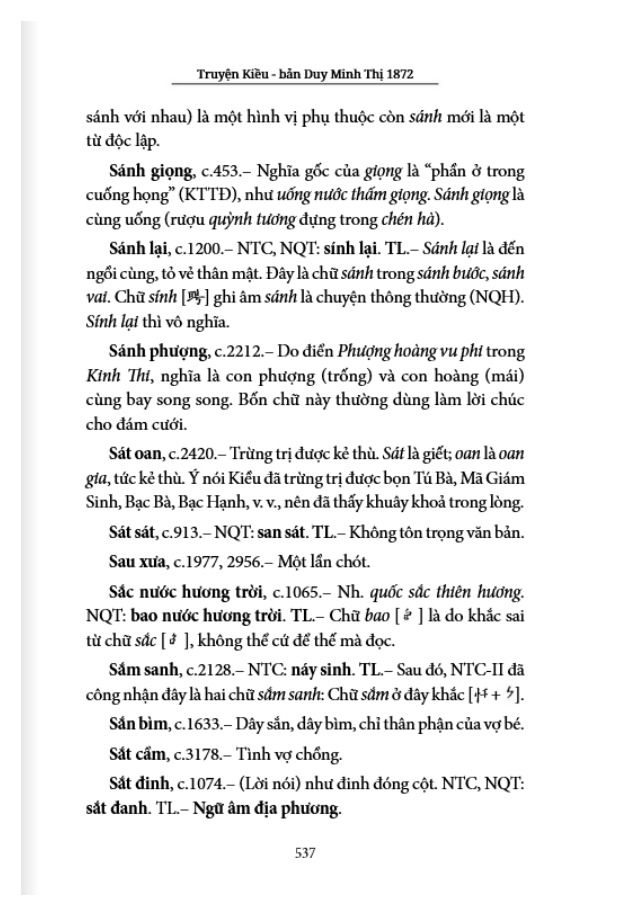 Truyện Kiều - bản Duy Minh Thị 1872
sánh với nhau) là một hình vị phụ thuộc còn sánh mới là một
từ độc lập.
Sánh giọng, c.453.– Nghĩa gốc của giọng là “phần ở trong
cuống họng” (KTTĐ), như uống nước thấm giọng. Sánh giọng là
cùng uống (rượu quỳnh tương đựng trong chén hà).
Sánh lại, c.1200.– NTC, NQT: sính lại. TL.– Sánh lại là đến
ngồi cùng, tỏ vẻ thân mật. Đây là chữ sánh trong sánh bước, sánh
vai. Chữ sính [聘] ghi âm sánh là chuyện thông thường (NQH).
Sính lại thì vô nghĩa.
Sánh phượng, c.2212.– Do điển Phượng hoàng vu phi trong
Kinh Thi, nghĩa là con phượng (trống) và con hoàng (mái)
cùng bay song song. Bốn chữ này thường dùng làm lời chúc
cho đám cưới.
Sát oan, c.2420.– Trừng trị được kẻ thù. Sát là giết; oan là oan
gia, tức kẻ thù. Ý nói Kiều đã trừng trị được bọn Tú Bà, Mã Giám
Sinh, Bạc Bà, Bạc Hạnh, v. v., nên đã thấy khuây khoả trong lòng.
Sát sát, c.913.– NQT: san sát. TL.– Không tôn trọng văn bản.
Sau xưa, c.1977, 2956.– Một lần chót.
Sắc nước hương trời, c.1065.– Nh. quốc sắc thiên hương.
NQT: bao nước hương trời. TL.– Chữ bao [ ] là do khắc sai
từ chữ sắc [ ], không thể cứ để thế mà đọc.
Sắm sanh, c.2128.– NTC: náy sinh. TL.– Sau đó, NTC-II đã
công nhận đây là hai chữ sắm sanh: Chữ sắm ở đây khắc [ + ].
Sắn bìm, c.1633.– Dây sắn, dây bìm, chỉ thân phận của vợ bé.
Sắt cầm, c.3178.– Tình vợ chồng.
Sắt đinh, c.1074.– (Lời nói) như đinh đóng cột. NTC, NQT:
sắt đanh. TL.– Ngữ âm địa phương.
537